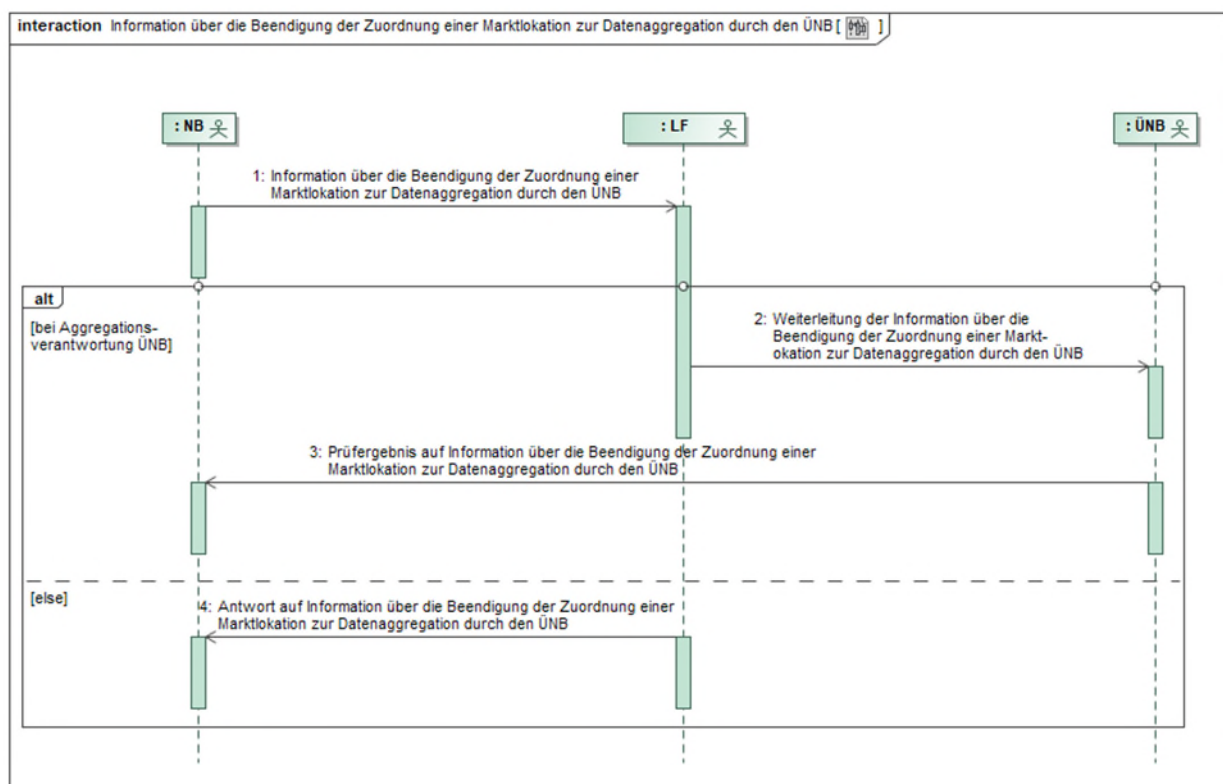 interaction Information über die Beendigung der Zuordnung einer Marktlokation zur Datenaggregation durch den ÜNB [ ]
: NB
: LF
: ÜNB
1: Information über die Beendigung der Zuordnung einer
Marktlokation zur Datenaggregation durch den ÜNB
alt
[bei Aggregations-
verantwortung ÜNB]
2: Weiterleitung der Information über die
Beendigung der Zuordnung einer Markt-
okation zur Datenaggregation durch den ÜNB
3: Prüfergebnis auf Information über die Beendigung der Zuordnung einer
Marktlokation zur Datenaggregation durch den ÜNB
[else]
4: Antwort auf Information über die Beendigung der Zuordnung einer
Marktlokation zur Datenaggregation durch den ÜNB